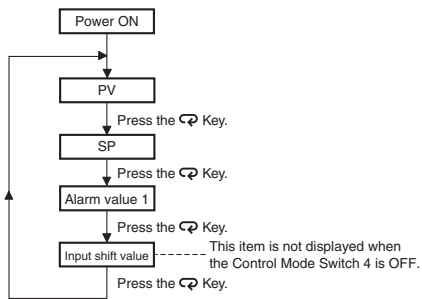 Power ON
PV
Press the Key.
SP
Press the Key.
Alarm value 1
Press the Key.
Input shift value
This item is not displayed when
the Control Mode Switch 4 is OFF.
Press the Key.